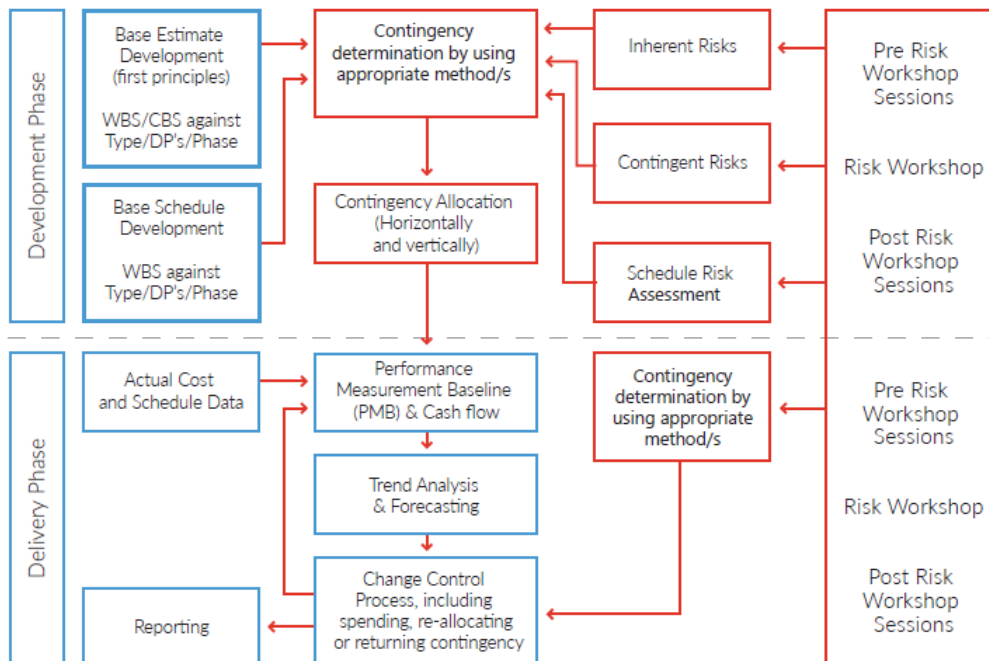 Development Phase
Base Estimate
Development
(first principles)
WBS/CBS against
Type/DP's/Phase
Base Schedule
Development
WBS against
Type/DP's/Phase
Contingency
determination by using
appropriate method/s
Contingency Allocation
(Horizontally
and vertically)
Inherent Risks
Contingent Risks
Schedule Risk
Assessment
Pre Risk
Workshop
Sessions
Risk Workshop
Post Risk
Workshop
Sessions
Delivery Phase
Actual Cost
and Schedule Data
Reporting
Performance
Measurement Baseline
(PMB) & Cash flow
Trend Analysis
& Forecasting
Change Control
Process, including
spending, re-allocating
or returning contingency
Contingency
determination by
using appropriate
method/s
Pre Risk
Workshop
Sessions
Risk Workshop
Post Risk
Workshop
Sessions